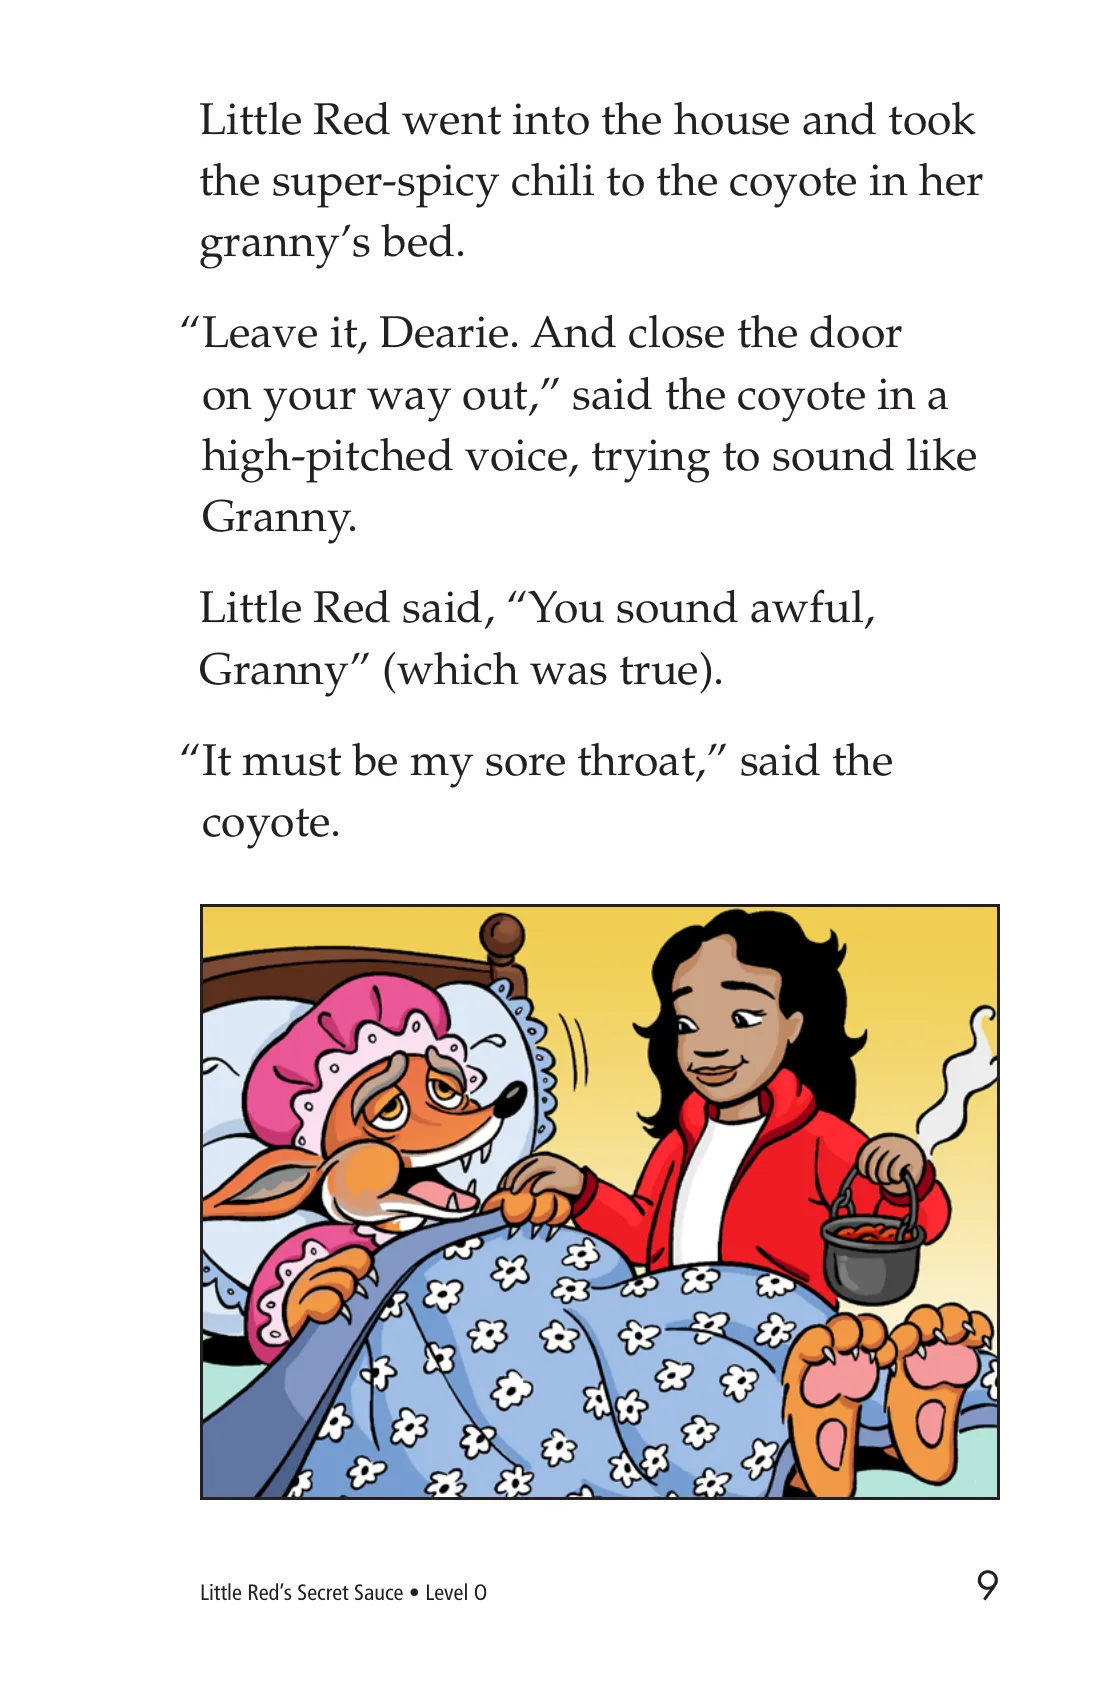 Little Red went into the house and took
the super-spicy chili to the coyote in her
granny’s bed.
“Leave it, Dearie. And close the door
on your way out,” said the coyote in a
high-pitched voice, trying to sound like
Granny.
Little Red said, “You sound awful,
Granny” (which was true).
“It must be my sore throat,” said the
coyote.
Little Red’s Secret Sauce • Level O
9